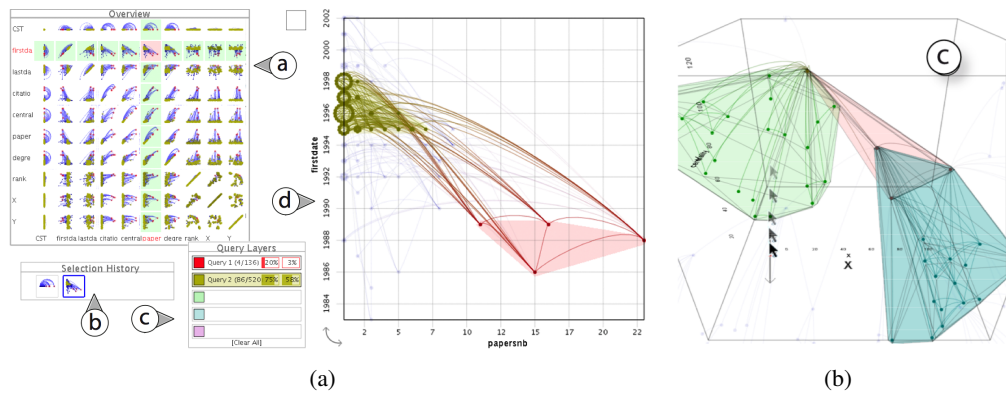 Overview
CST
firstda
lastda
citatio
central
paper
degre
rank
X
Y
CST firstda lastda citatio central paper degre rank X Y
a
Selection History
b
c
Query Layers
Query 1 (4/136) 20% 3%
Query 2 (86/520 75% 58%
[Clear All]
d
firstdate
2002
2000
1998
1996
1994
1992
1990
1988
1986
1984
2 5 7 10 12 15 17 20 22
papersnb
(a)
C
120
X
(b)